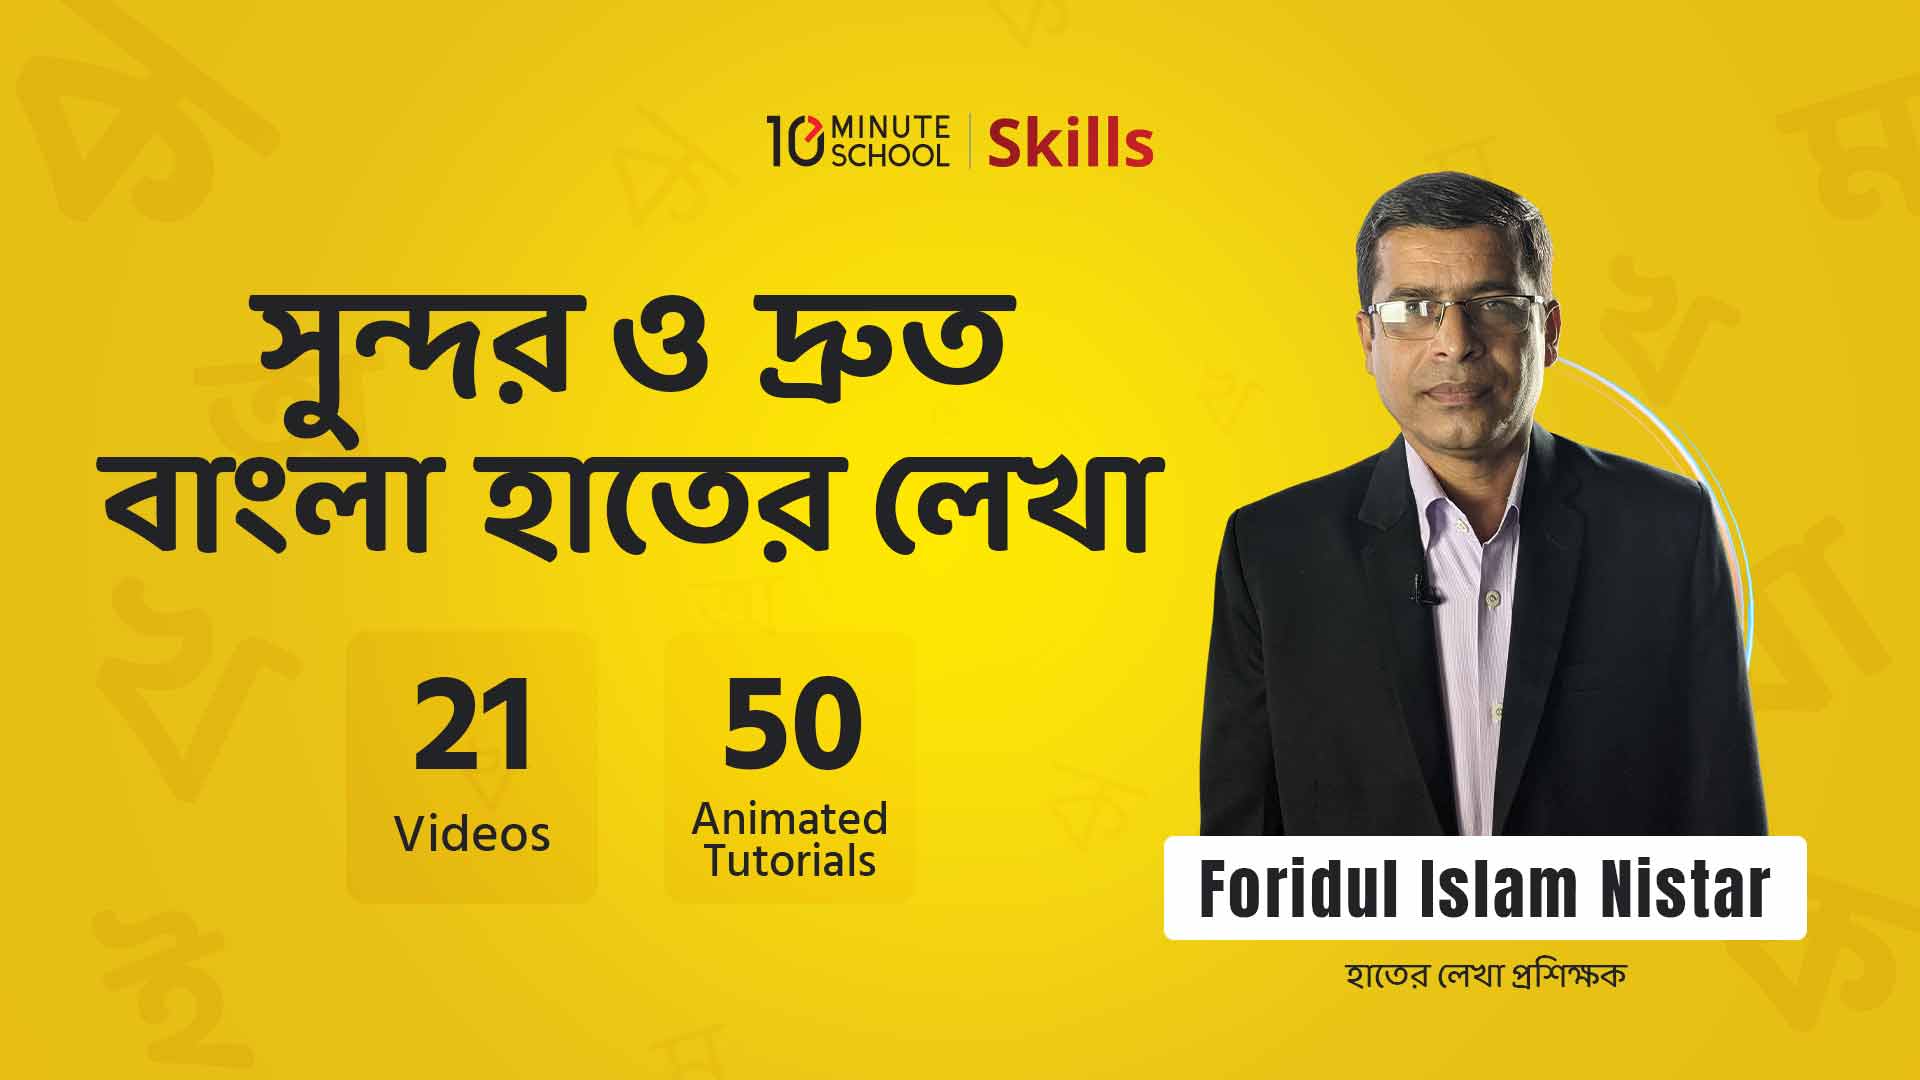 10 MINUTE SCHOOL | Skills
সুন্দর ও দ্রুত
বাংলা হাতের লেখা
21
Videos
50
Animated
Tutorials
Foridul Islam Nistar
হাতের লেখা প্রশিক্ষক